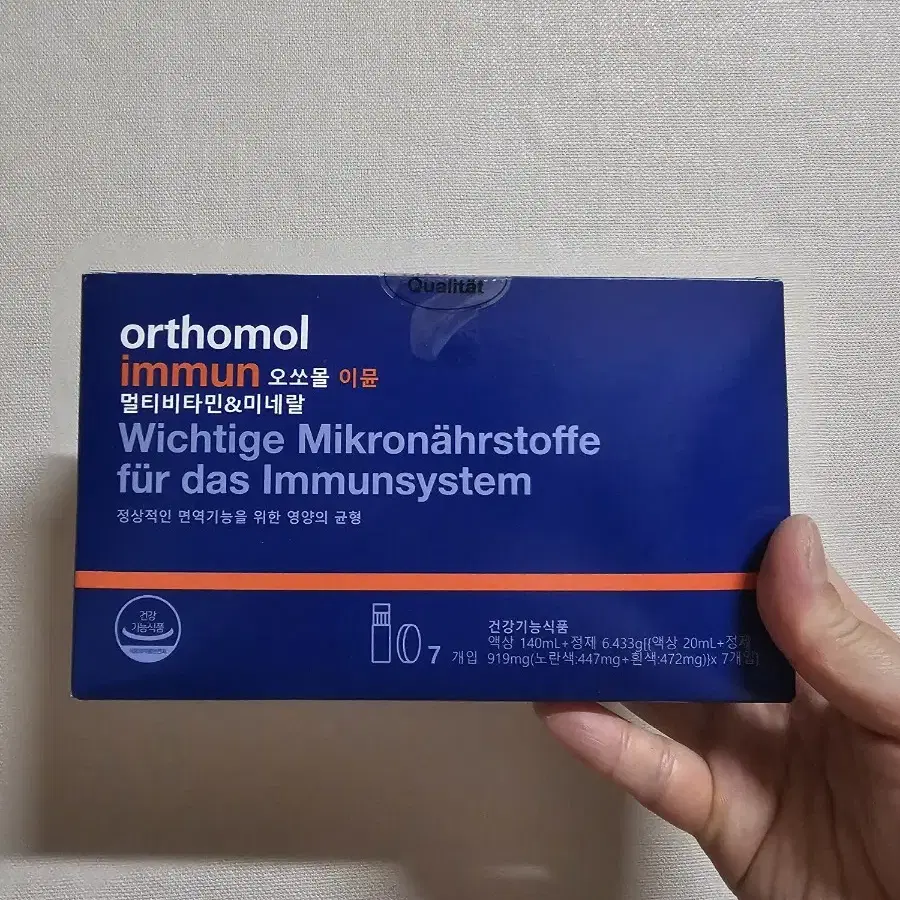 Qualität
orthomol
immun 오쏘몰 이뮨
멀티비타민&미네랄
Wichtige Mikronährstoffe
für das Immunsystem
정상적인 면역기능을 위한 영양의 균형
건강
기능식품
건강기능식품
액상 140mL+정제 6.433g[{액상 20mL+정제
7 개입 919mg(노란색:447mg+흰색:472mg)}x 7개입]